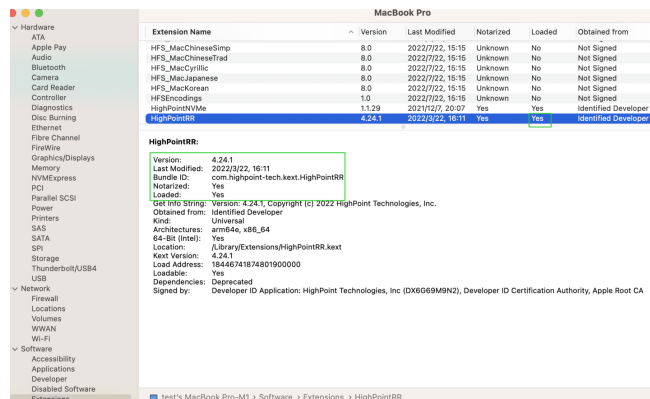 MacBook Pro
Hardware
ATA
Apple Pay
Audio
Bluetooth
Camera
Card Reader
Controller
Diagnostics
Disc Burning
Ethernet
Fibre Channel
FireWire
Graphics/Displays
Memory
NVMExpress
PCI
Parallel SCSI
Power
Printers
SAS
SATA
SPI
Storage
Thunderbolt/USB4
USB
Network
Firewall
Locations
Volumes
WWAN
Wi-Fi
Software
Accessibility
Applications
Developer
Disabled Software
Extensions
Extension Name Version Last Modified Notarized Loaded Obtained from
HFS_MacChineseSimp 8.0 2022/7/22, 15:15 Unknown No Not Signed
HFS_MacChineseTrad 8.0 2022/7/22, 15:15 Unknown No Not Signed
HFS_MacCyrillic 8.0 2022/7/22, 15:15 Unknown No Not Signed
HFS_MacJapanese 8.0 2022/7/22, 15:15 Unknown No Not Signed
HFS_MacKorean 8.0 2022/7/22, 15:15 Unknown No Not Signed
HFSEncodings 1.0 2022/7/22, 15:15 Unknown No Not Signed
HighPointNVMe 1.1.29 2021/12/7, 20:07 Yes Yes Identified Developer
HighPointRR 4.24.1 2022/3/22, 16:11 Yes Yes Identified Developer
HighPointRR:
Version: 4.24.1
Last Modified: 2022/3/22, 16:11
Bundle ID: com.highpoint-tech.kext.HighPointRR
Notarized: Yes
Loaded: Yes
Get Info String: Version: 4.24.1, Copyright (c) 2022 HighPoint Technologies, Inc.
Obtained from: Identified Developer
Kind: Universal
Architectures: arm64e, x86_64
64-Bit (Intel): Yes
Location: /Library/Extensions/HighPointRR.kext
Kext Version: 4.24.1
Load Address: 18446741874801900000
Loadable: Yes
Dependencies: Deprecated
Signed by: Developer ID Application: HighPoint Technologies, Inc (DX6G69M9N2), Developer ID Certification Authority, Apple Root CA
test's MacBook Pro-M1 > Software > Extensions > HighPointRR